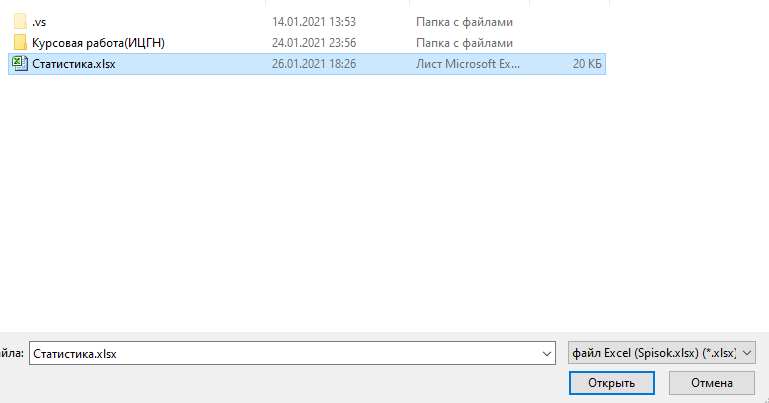 .vs 14.01.2021 13:53 Папка с файлами
Курсовая работа(ИЦГН) 24.01.2021 23:56 Папка с файлами
Статистика.xlsx 26.01.2021 18:26 Лист Microsoft Ex... 20 КБ
йла: Статистика.xlsx файл Excel (Spisok.xlsx) (*.xlsx)
Открыть Отмена